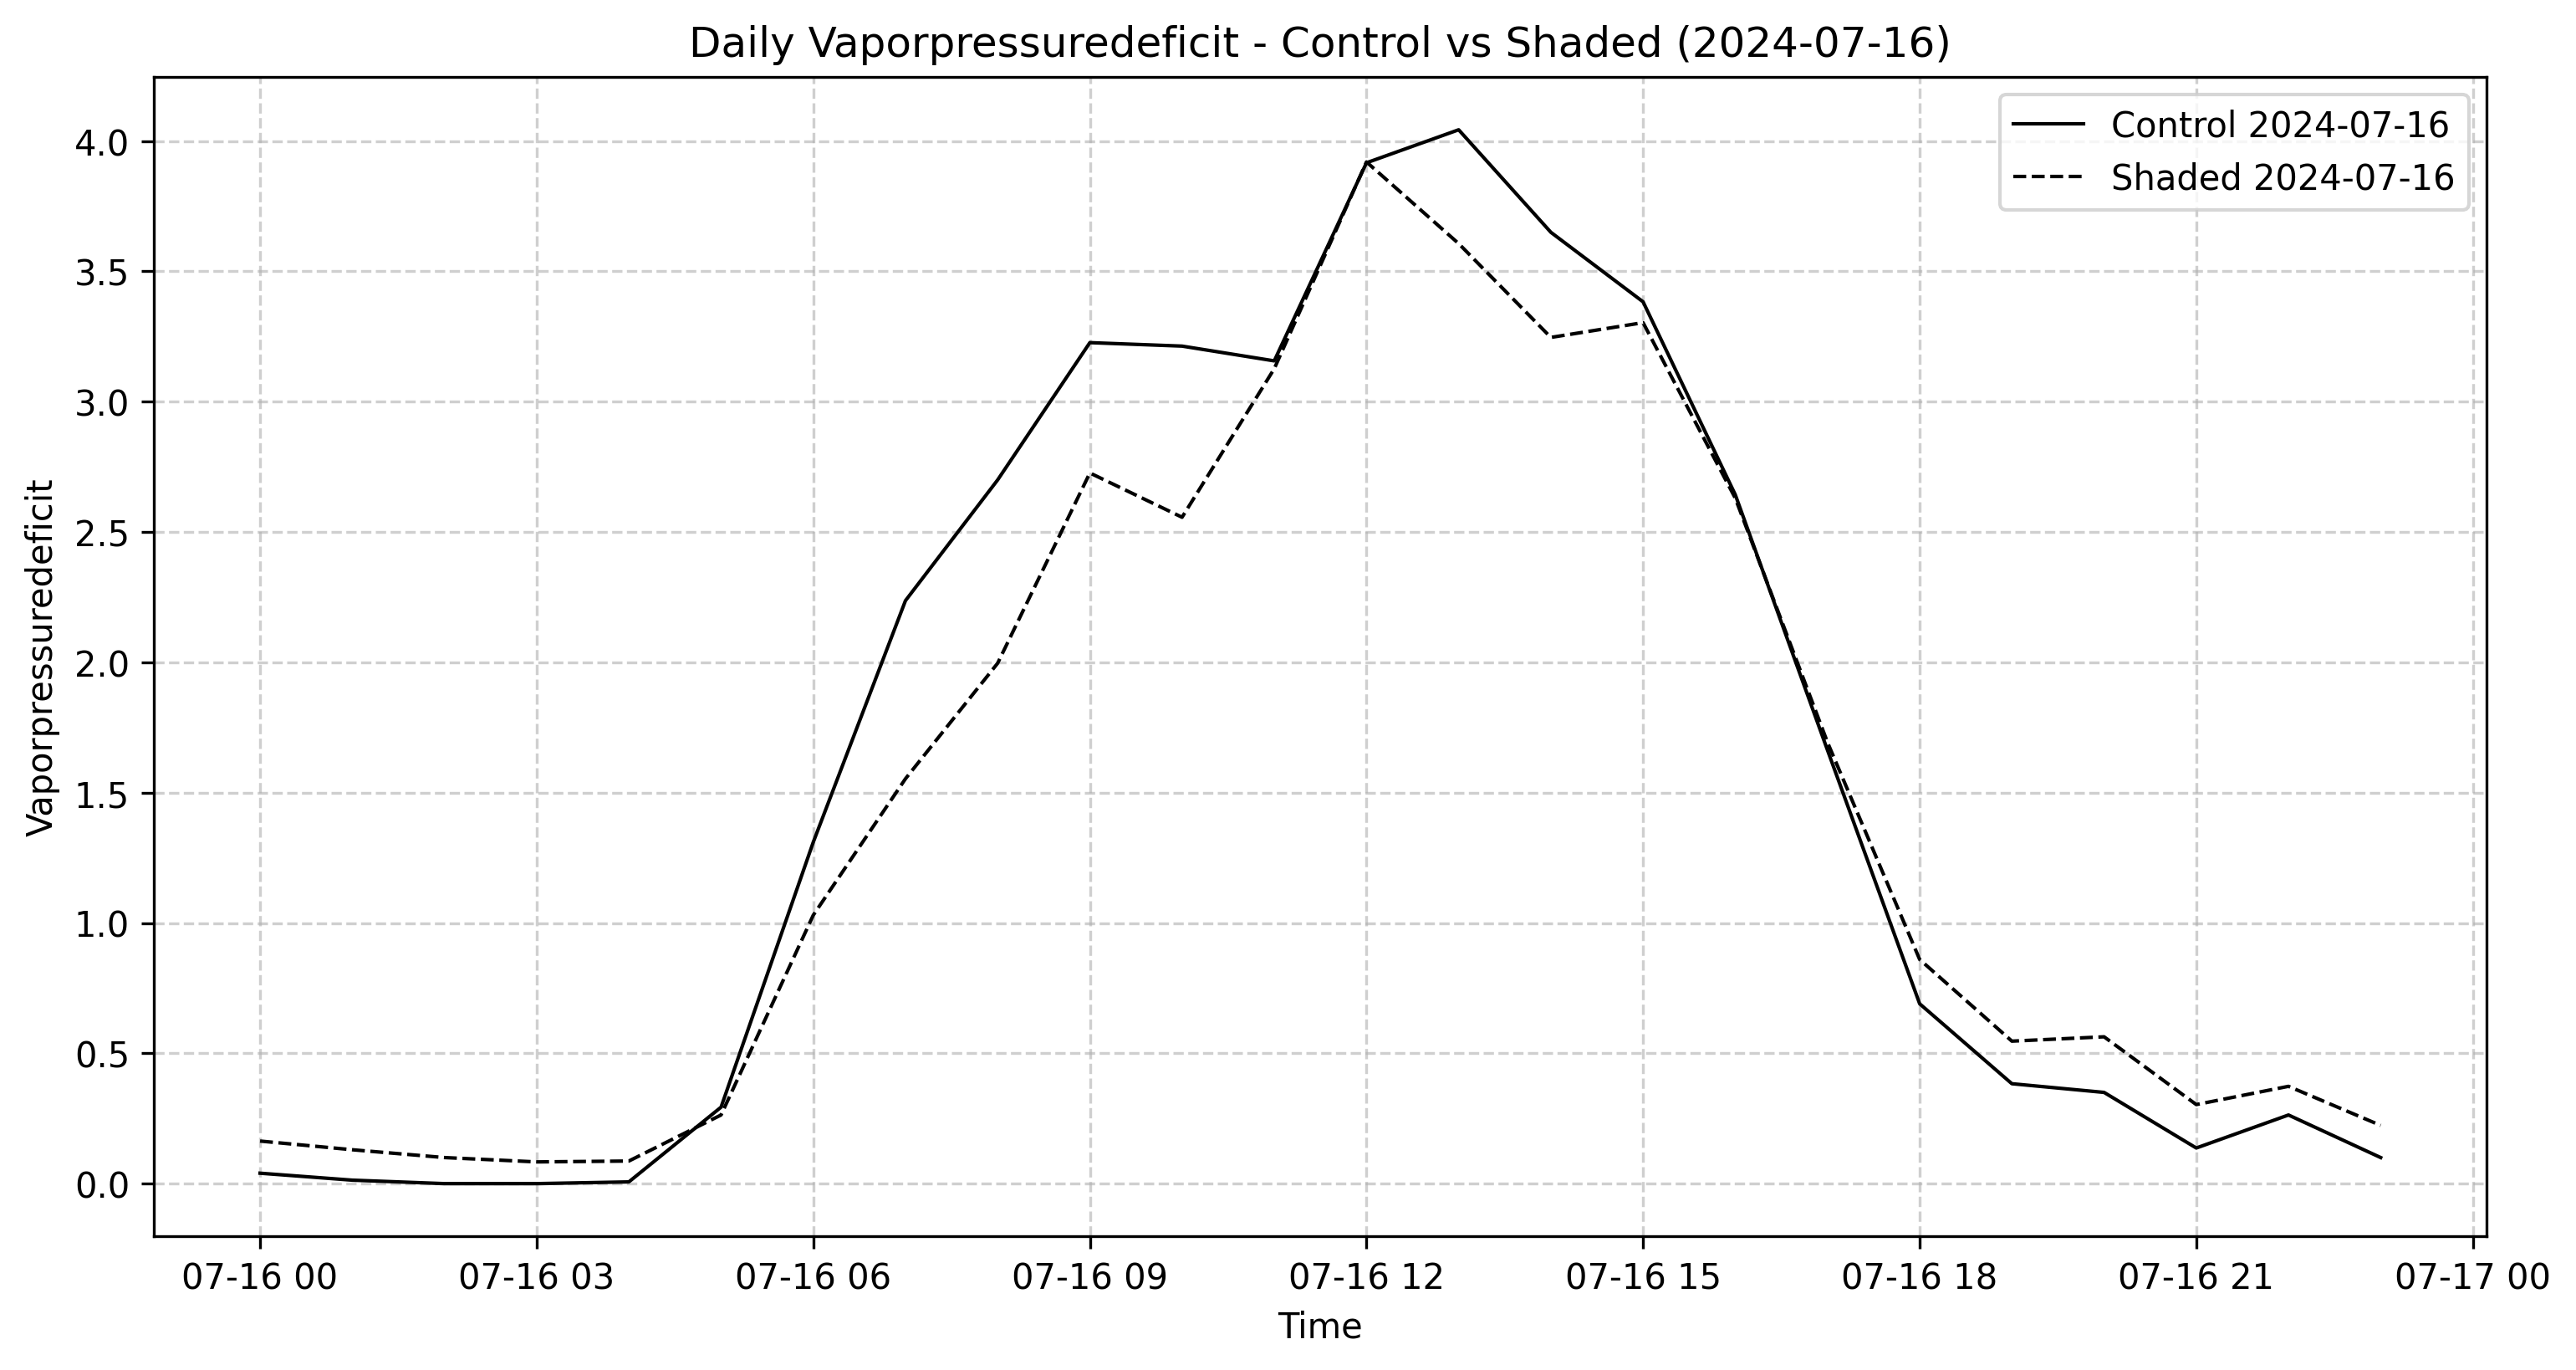 Daily Vaporpressuredeficit - Control vs Shaded (2024-07-16)
Control 2024-07-16
Shaded 2024-07-16
4.0
3.5
3.0
2.5
2.0
1.5
1.0
0.5
0.0
Vaporpressuredeficit
07-16 00 07-16 03 07-16 06 07-16 09 07-16 12 07-16 15 07-16 18 07-16 21 07-17 00
Time